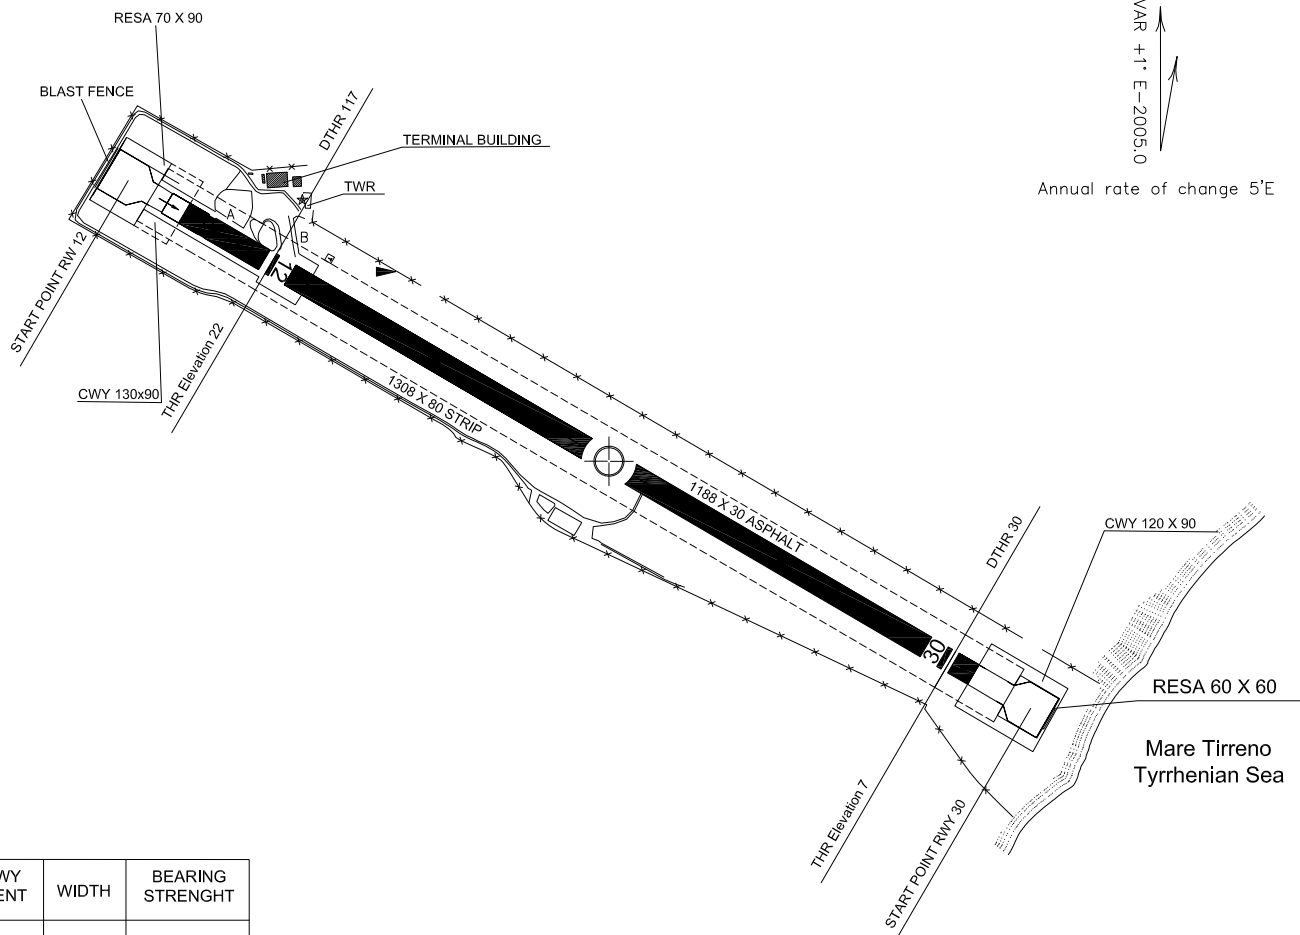 RESA 70 X 90
VAR +1° E-2005.0
BLAST FENCE
DTHR 117
TERMINAL BUILDING
TWR
Annual rate of change 5'E
A
B
START POINT RW 12
12
THR Elevation 22
CWY 130x90
1308 X 80 STRIP
1188 X 30 ASPHALT
DTHR 30
CWY 120 X 90
30
RESA 60 X 60
Mare Tirreno
Tyrrhenian Sea
THR Elevation 7
START POINT RWY 30
WY
ENT
WIDTH
BEARING
STRENGHT